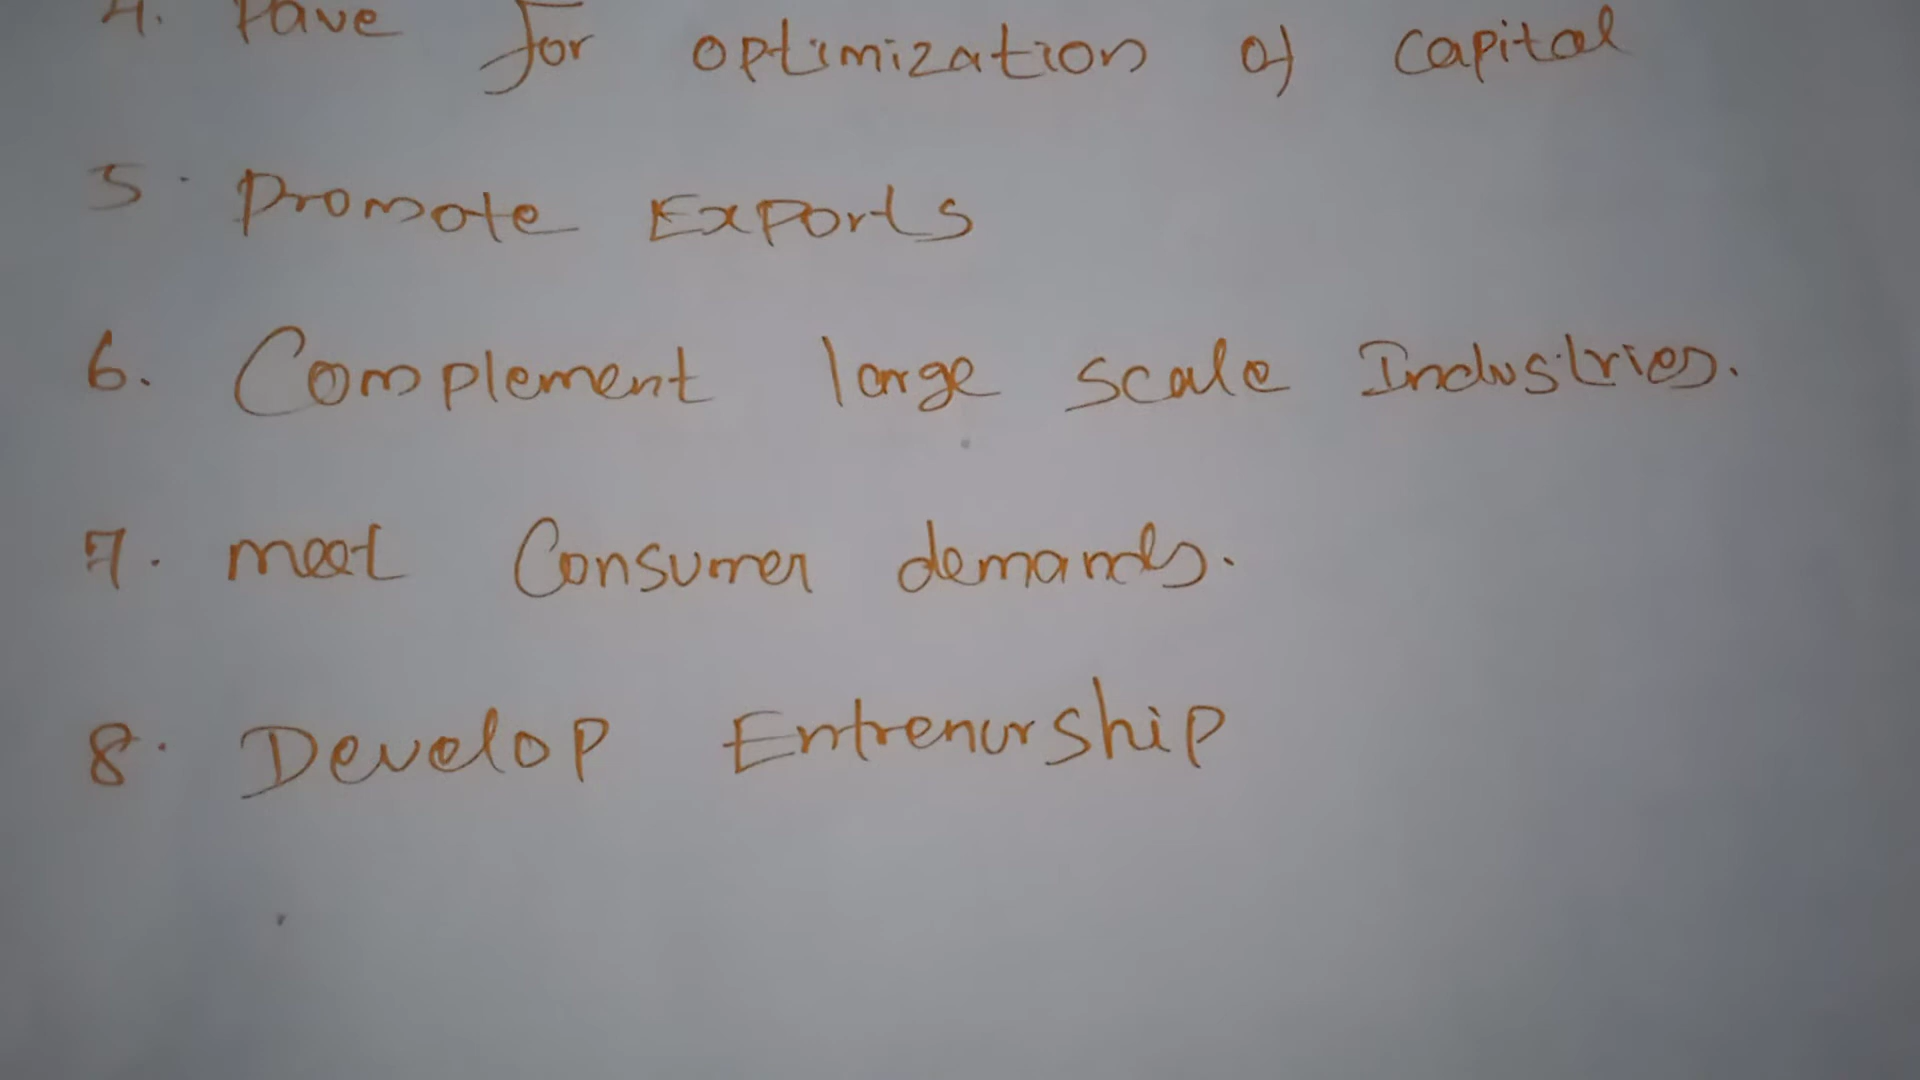 4. Pave for optimization of capital
5. Promote Exports
6. Complement large scale Industries.
7. meet Consumer demands.
8. Develop Entrenurship